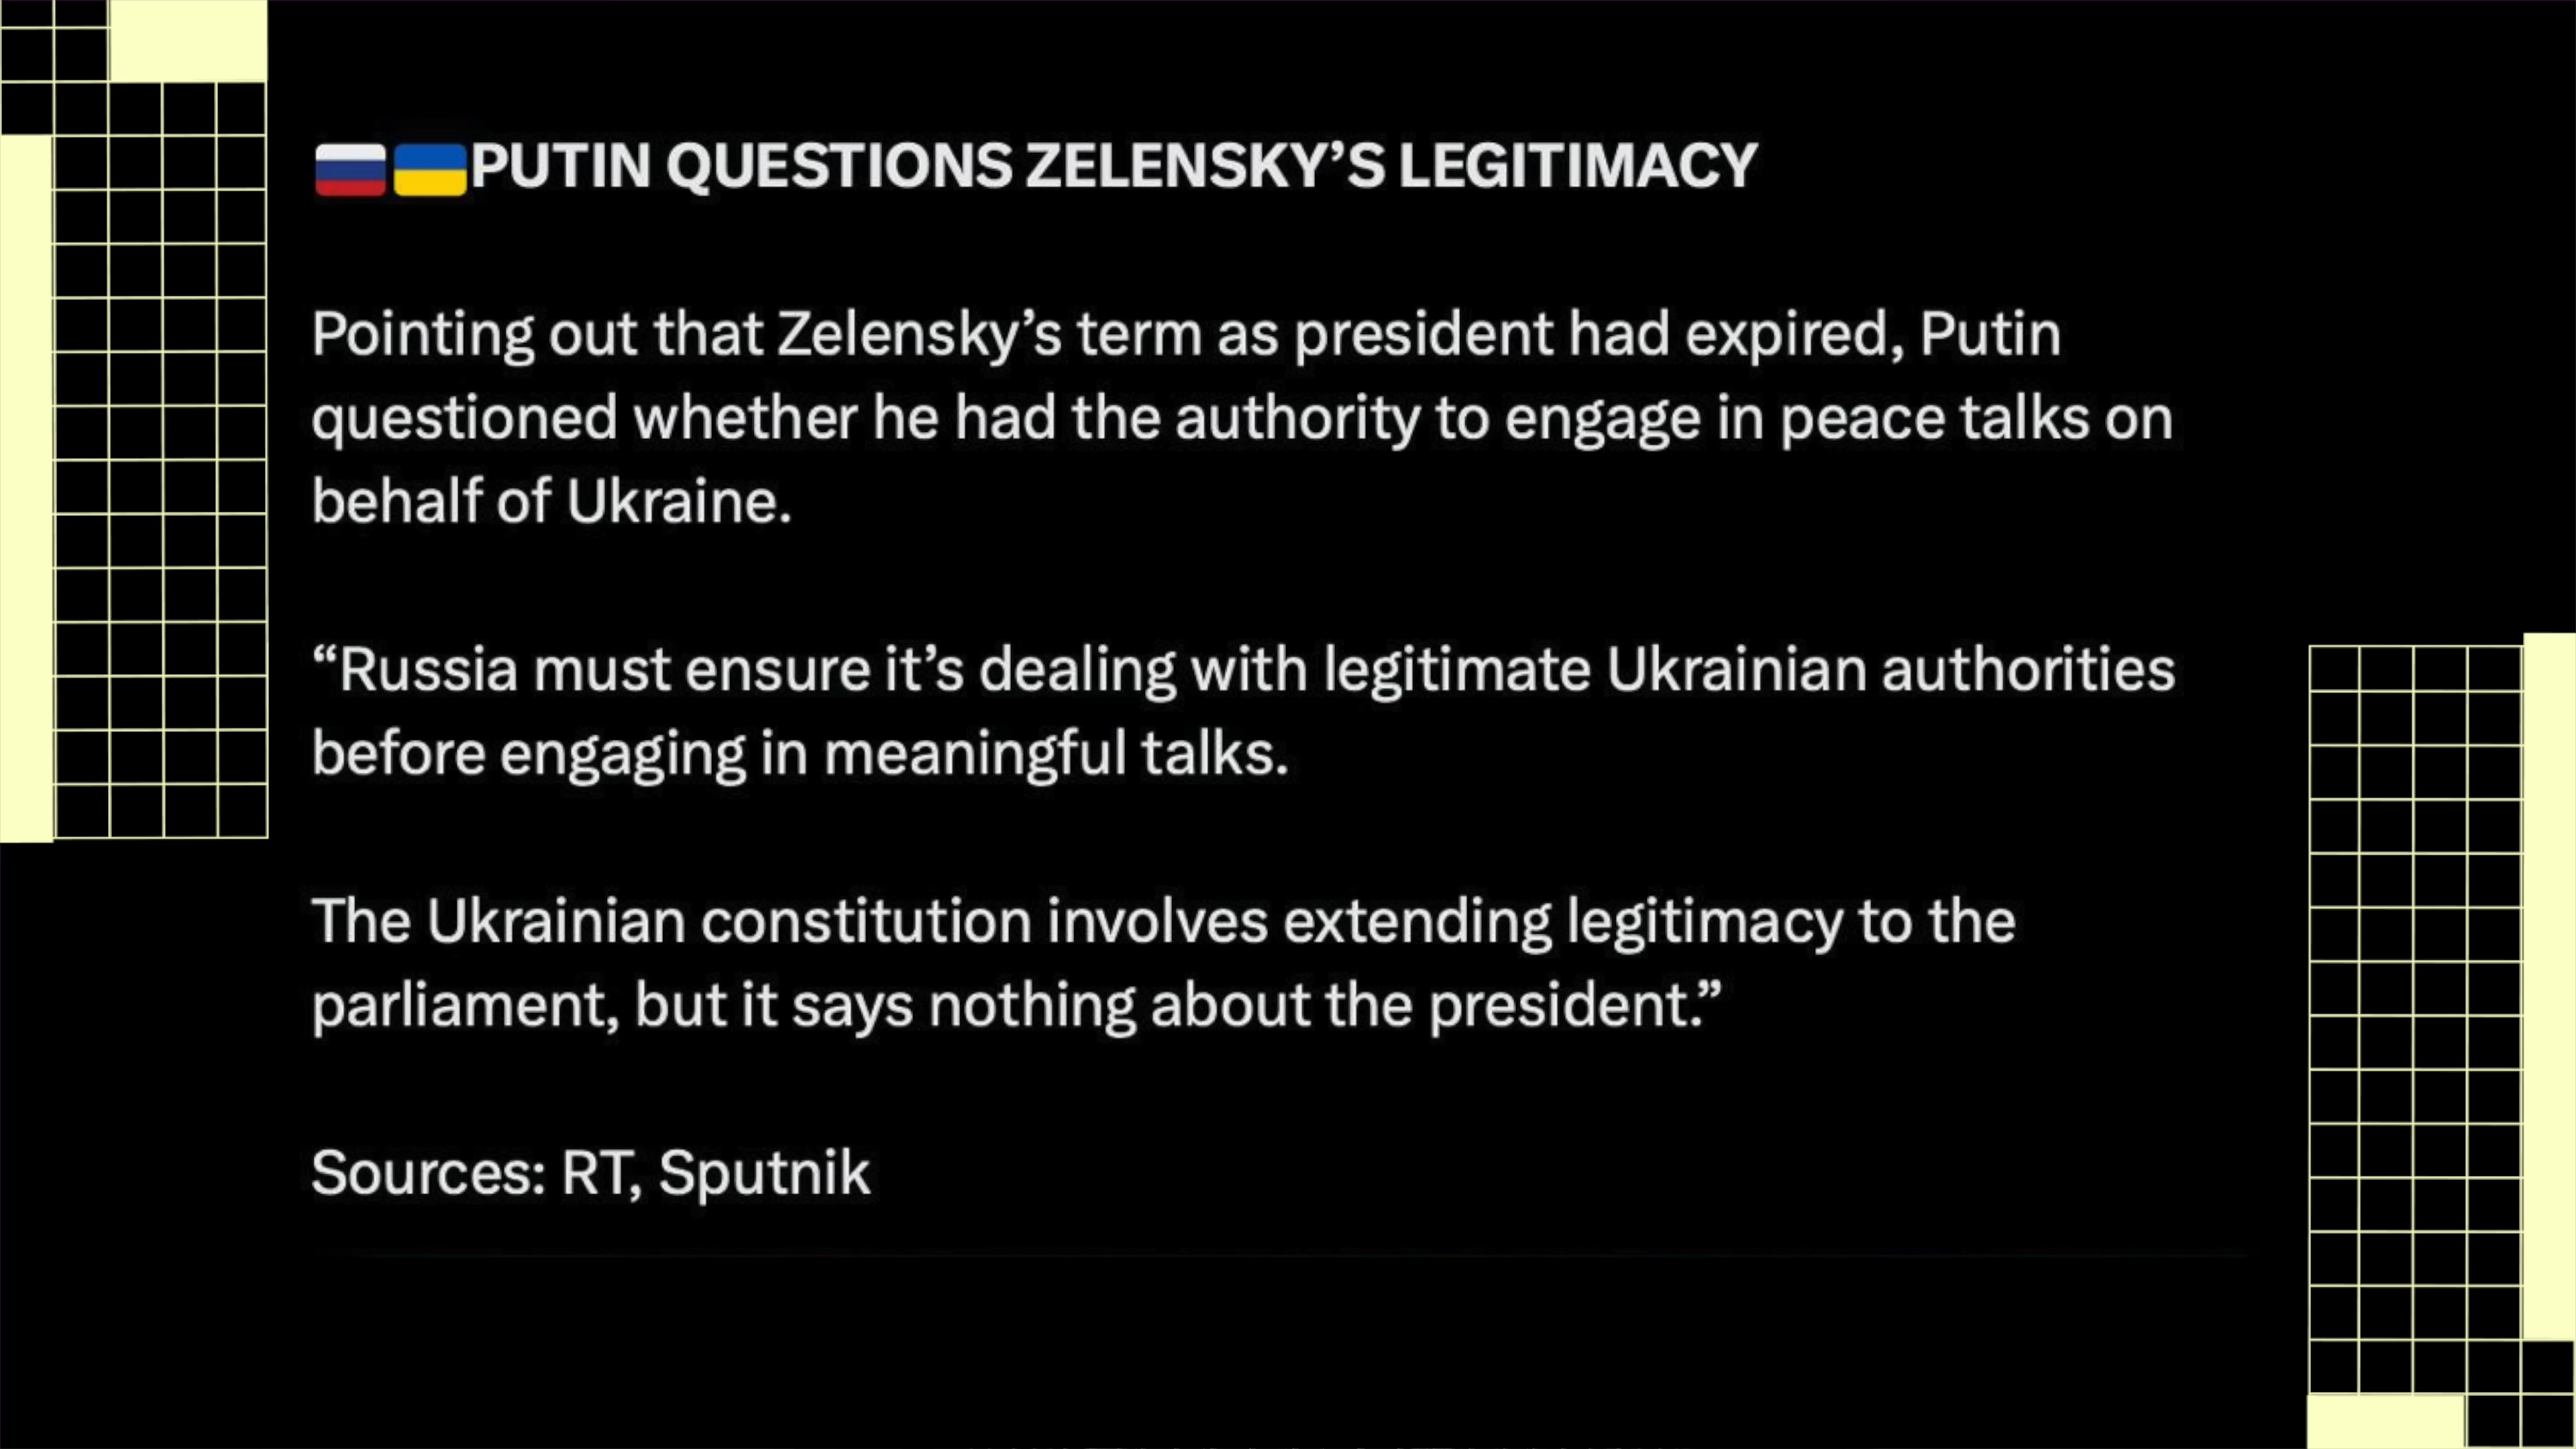 🇷🇺🇺🇦PUTIN QUESTIONS ZELENSKY’S LEGITIMACY
Pointing out that Zelensky’s term as president had expired, Putin
questioned whether he had the authority to engage in peace talks on
behalf of Ukraine.
“Russia must ensure it’s dealing with legitimate Ukrainian authorities
before engaging in meaningful talks.
The Ukrainian constitution involves extending legitimacy to the
parliament, but it says nothing about the president.”
Sources: RT, Sputnik